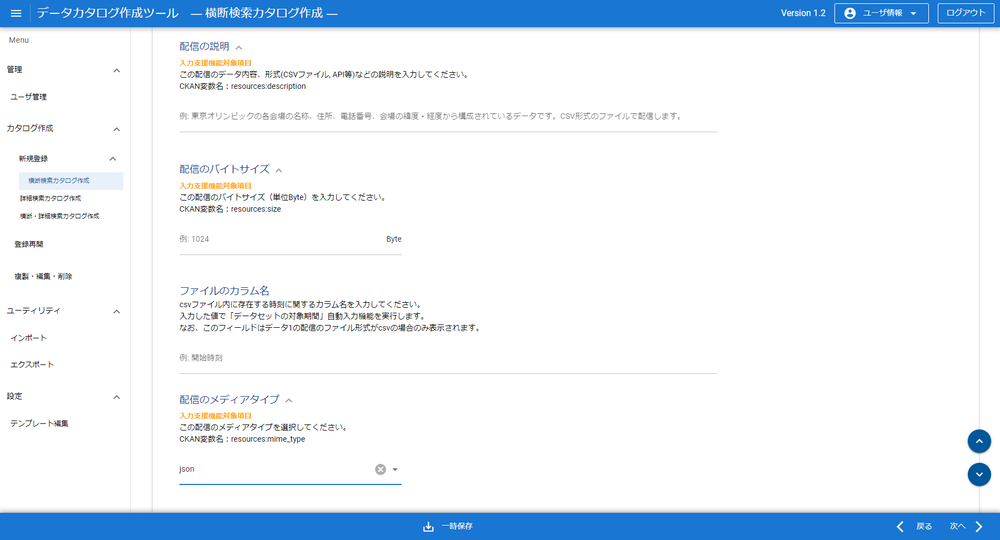 データカタログ作成ツール — 横断検索カタログ作成 —
Version 1.2
ユーザ情報
ログアウト
Menu
管理
ユーザ管理
カタログ作成
新規登録
横断検索カタログ作成
詳細検索カタログ作成
横断・詳細検索カタログ作成
登録再開
複製・編集・削除
ユーティリティ
インポート
エクスポート
設定
テンプレート編集
配信の説明
入力支援機能対象項目
この配信のデータ内容、形式(CSVファイル, API等)などの説明を入力してください。
CKAN変数名：resources:description
例: 東京オリンピックの各会場の名称、住所、電話番号、会場の緯度・経度から構成されているデータです。CSV形式のファイルで配信します。
配信のバイトサイズ
入力支援機能対象項目
この配信のバイトサイズ（単位Byte）を入力してください。
CKAN変数名：resources:size
例: 1024 Byte
ファイルのカラム名
csvファイル内に存在する時刻に関するカラム名を入力してください。
入力した値で「データセットの対象期間」自動入力機能を実行します。
なお、このフィールドはデータ1の配信のファイル形式がcsvの場合のみ表示されます。
例: 開始時刻
配信のメディアタイプ
入力支援機能対象項目
この配信のメディアタイプを選択してください。
CKAN変数名：resources:mime_type
json
一時保存
戻る
次へ